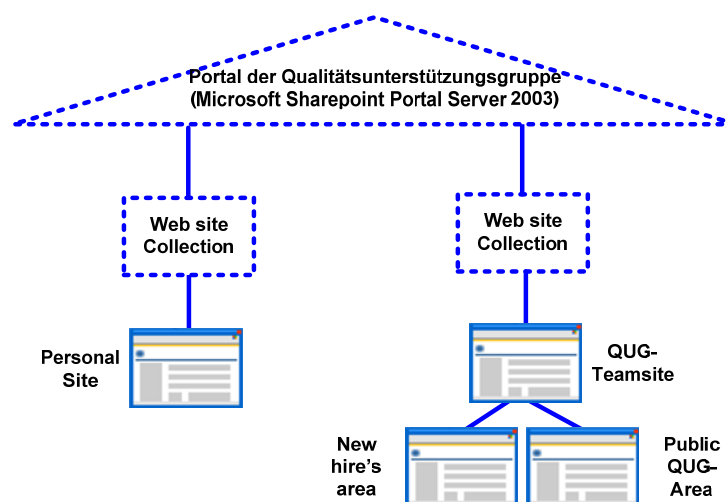 Portal der Qualitätsunterstützungsgruppe
(Microsoft Sharepoint Portal Server 2003)
Web site
Collection
Web site
Collection
Personal
Site
QUG-
Teamsite
New
hire's
area
Public
QUG-
Area